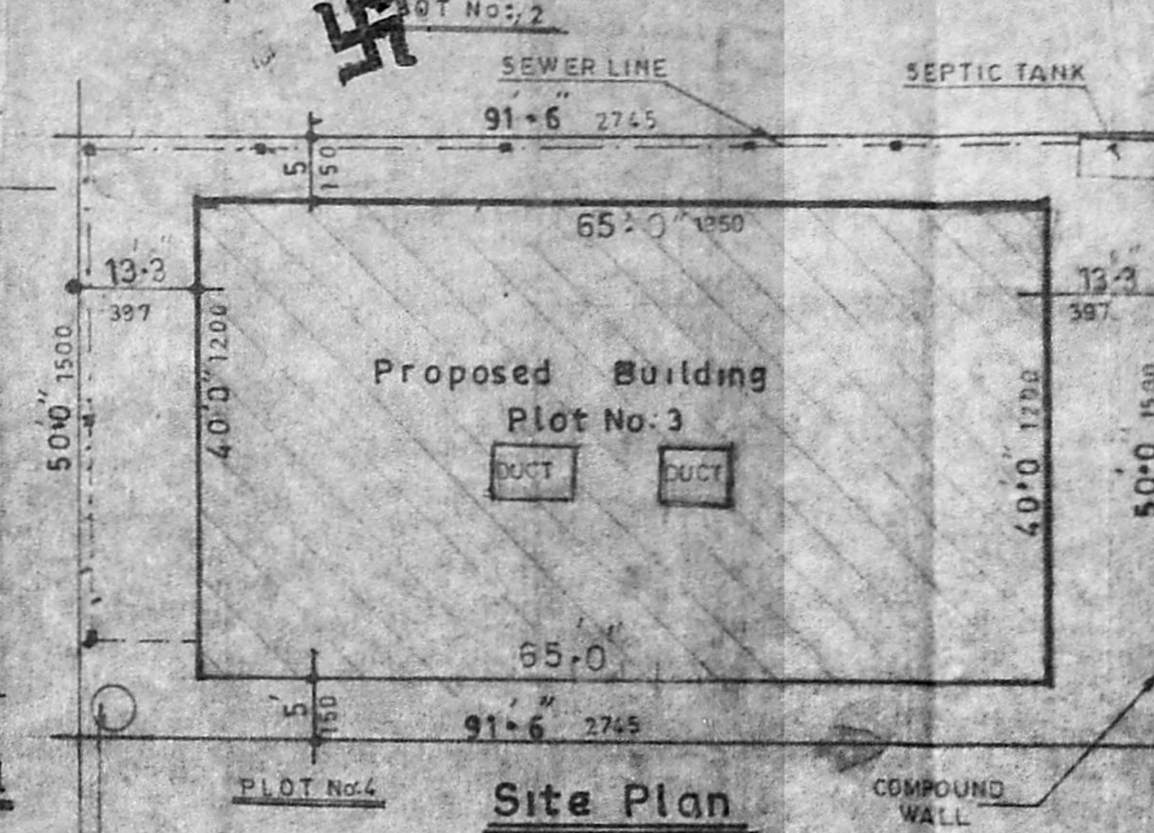 PLOT No:, 2
SEWER LINE
SEPTIC TANK
91'-6" 2745
5' 150
65'-0" 1950
13'-3"
397
13'-3"
397
50'0" 1500
40'0" 1200
Proposed Building
Plot No: 3
DUCT DUCT
40'0" 1200
50'0 1500
65'-0"
5' 150
91'-6" 2745
PLOT No.4
Site Plan
COMPOUND
WALL